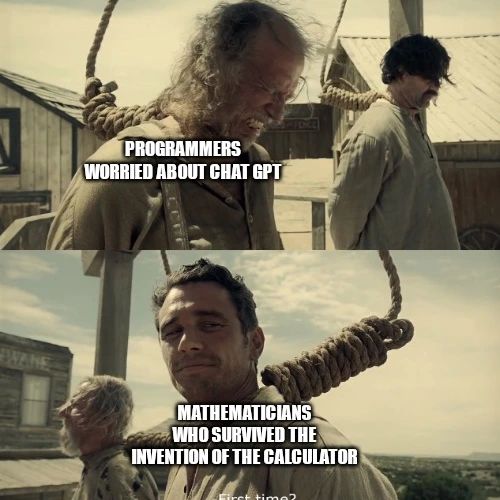 PROGRAMMERS
WORRIED ABOUT CHAT GPT
MATHEMATICIANS
WHO SURVIVED THE
INVENTION OF THE CALCULATOR
First time?